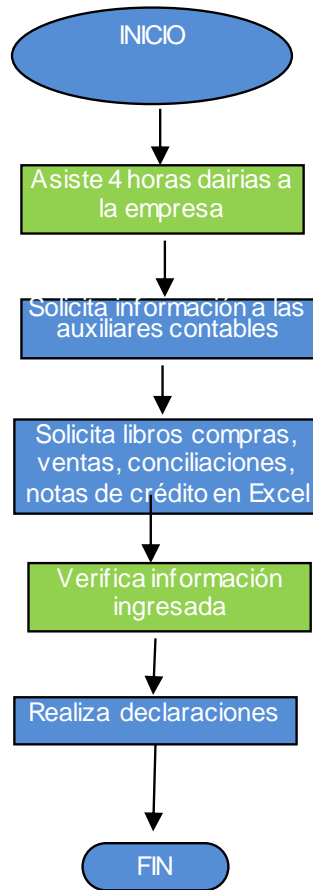 INICIO
Asiste 4 horas dairias a
la empresa
Solicita información a las
auxiliares contables
Solicita libros compras,
ventas, conciliaciones,
notas de crédito en Excel
Verifica información
ingresada
Realiza declaraciones
FIN